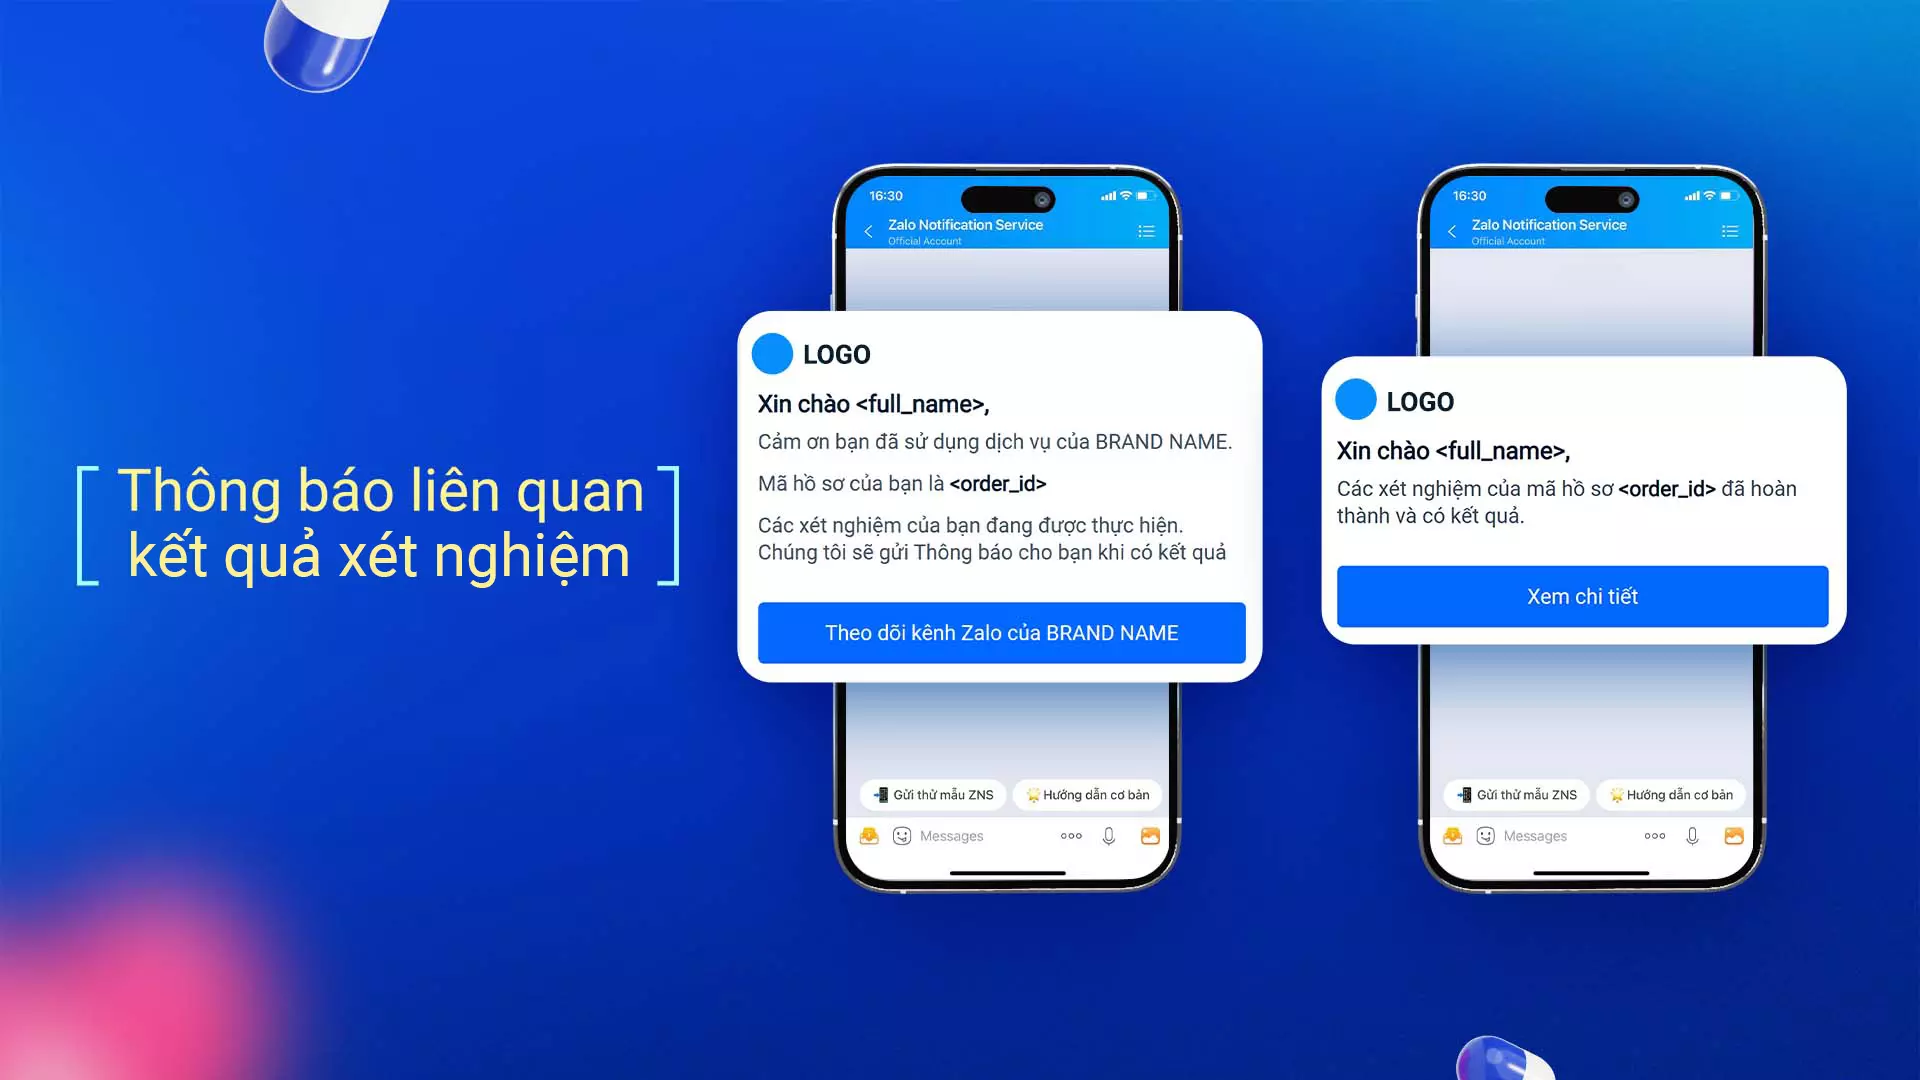 Thông báo liên quan
kết quả xét nghiệm
16:30
Zalo Notification Service
Official Account
LOGO
Xin chào <full_name>,
Cảm ơn bạn đã sử dụng dịch vụ của BRAND NAME.
Mã hồ sơ của bạn là <order_id>
Các xét nghiệm của bạn đang được thực hiện.
Chúng tôi sẽ gửi Thông báo cho bạn khi có kết quả
Theo dõi kênh Zalo của BRAND NAME
Gửi thử mẫu ZNS
Hướng dẫn cơ bản
Messages
16:30
Zalo Notification Service
Official Account
LOGO
Xin chào <full_name>,
Các xét nghiệm của mã hồ sơ <order_id> đã hoàn
thành và có kết quả.
Xem chi tiết
Gửi thử mẫu ZNS
Hướng dẫn cơ bản
Messages